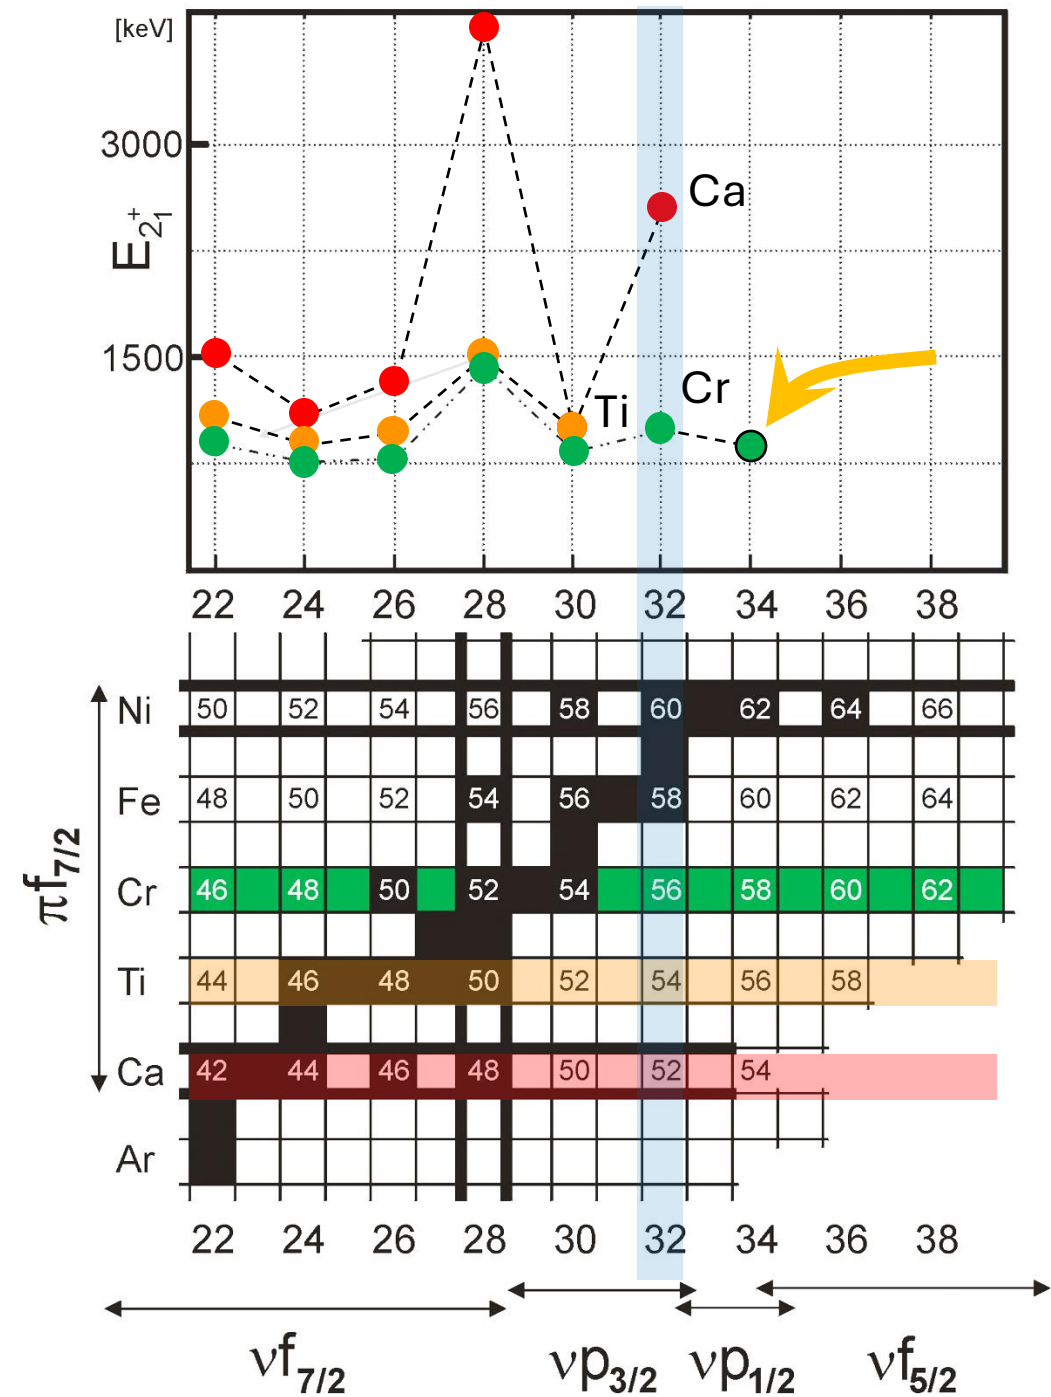 [keV]
3000
E2₁⁺
1500
Ca
Cr
Ti
22 24 26 28 30 32 34 36 38
Ni 50 52 54 56 58 60 62 64 66
Fe 48 50 52 54 56 58 60 62 64
πf7/2
Cr 46 48 50 52 54 56 58 60 62
Ti 44 46 48 50 52 54 56 58
Ca 42 44 46 48 50 52 54
Ar
22 24 26 28 30 32 34 36 38
νf7/2 νp3/2 νp1/2 νf5/2